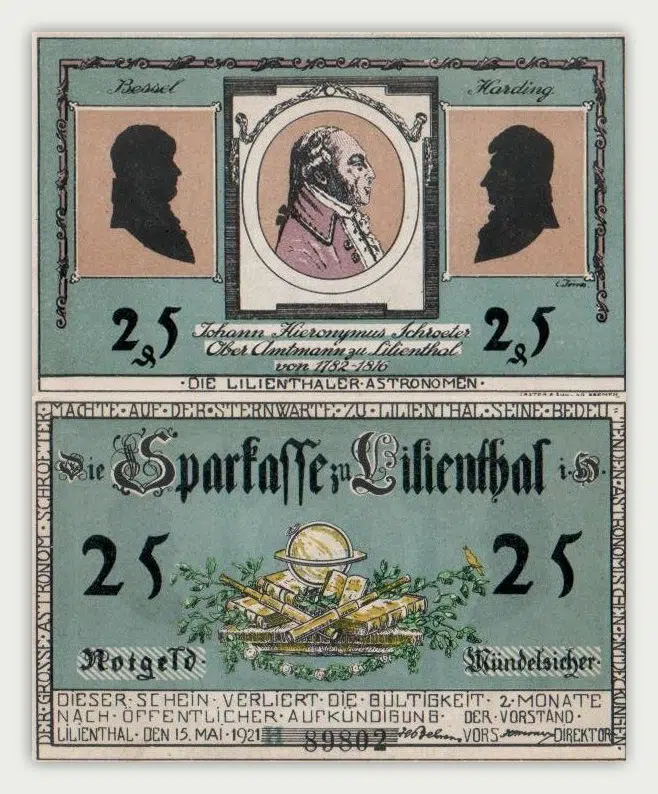 Bessel Harding
C. Jorres
25 25
Johann Hieronymus Schroeter
Ober Amtmann zu Lilienthal
von 1782-1816
·DIE LILIENTHALER·ASTRONOMEN·
DER·GROSSE·ASTRONOM·SCHROETER·MACHTE·AUF·DER·STERNWARTE·ZU·LILIENTHAL·SEINE·BEDEU=TENDEN·ASTRONOMISCHEN·ENTDECKUNGEN·
Die Sparkasse zu Lilienthal i.H.
25 25
Notgeld· Mündelsicher·
DIESER·SCHEIN·VERLIERT·DIE·GÜLTIGKEIT·2·MONATE
NACH·ÖFFENTLICHER·AUFKÜNDIGUNG· DER·VORSTAND·
LILIENTHAL·DEN 15. MAI·1921 H 89802 VORS· DIREKTOR